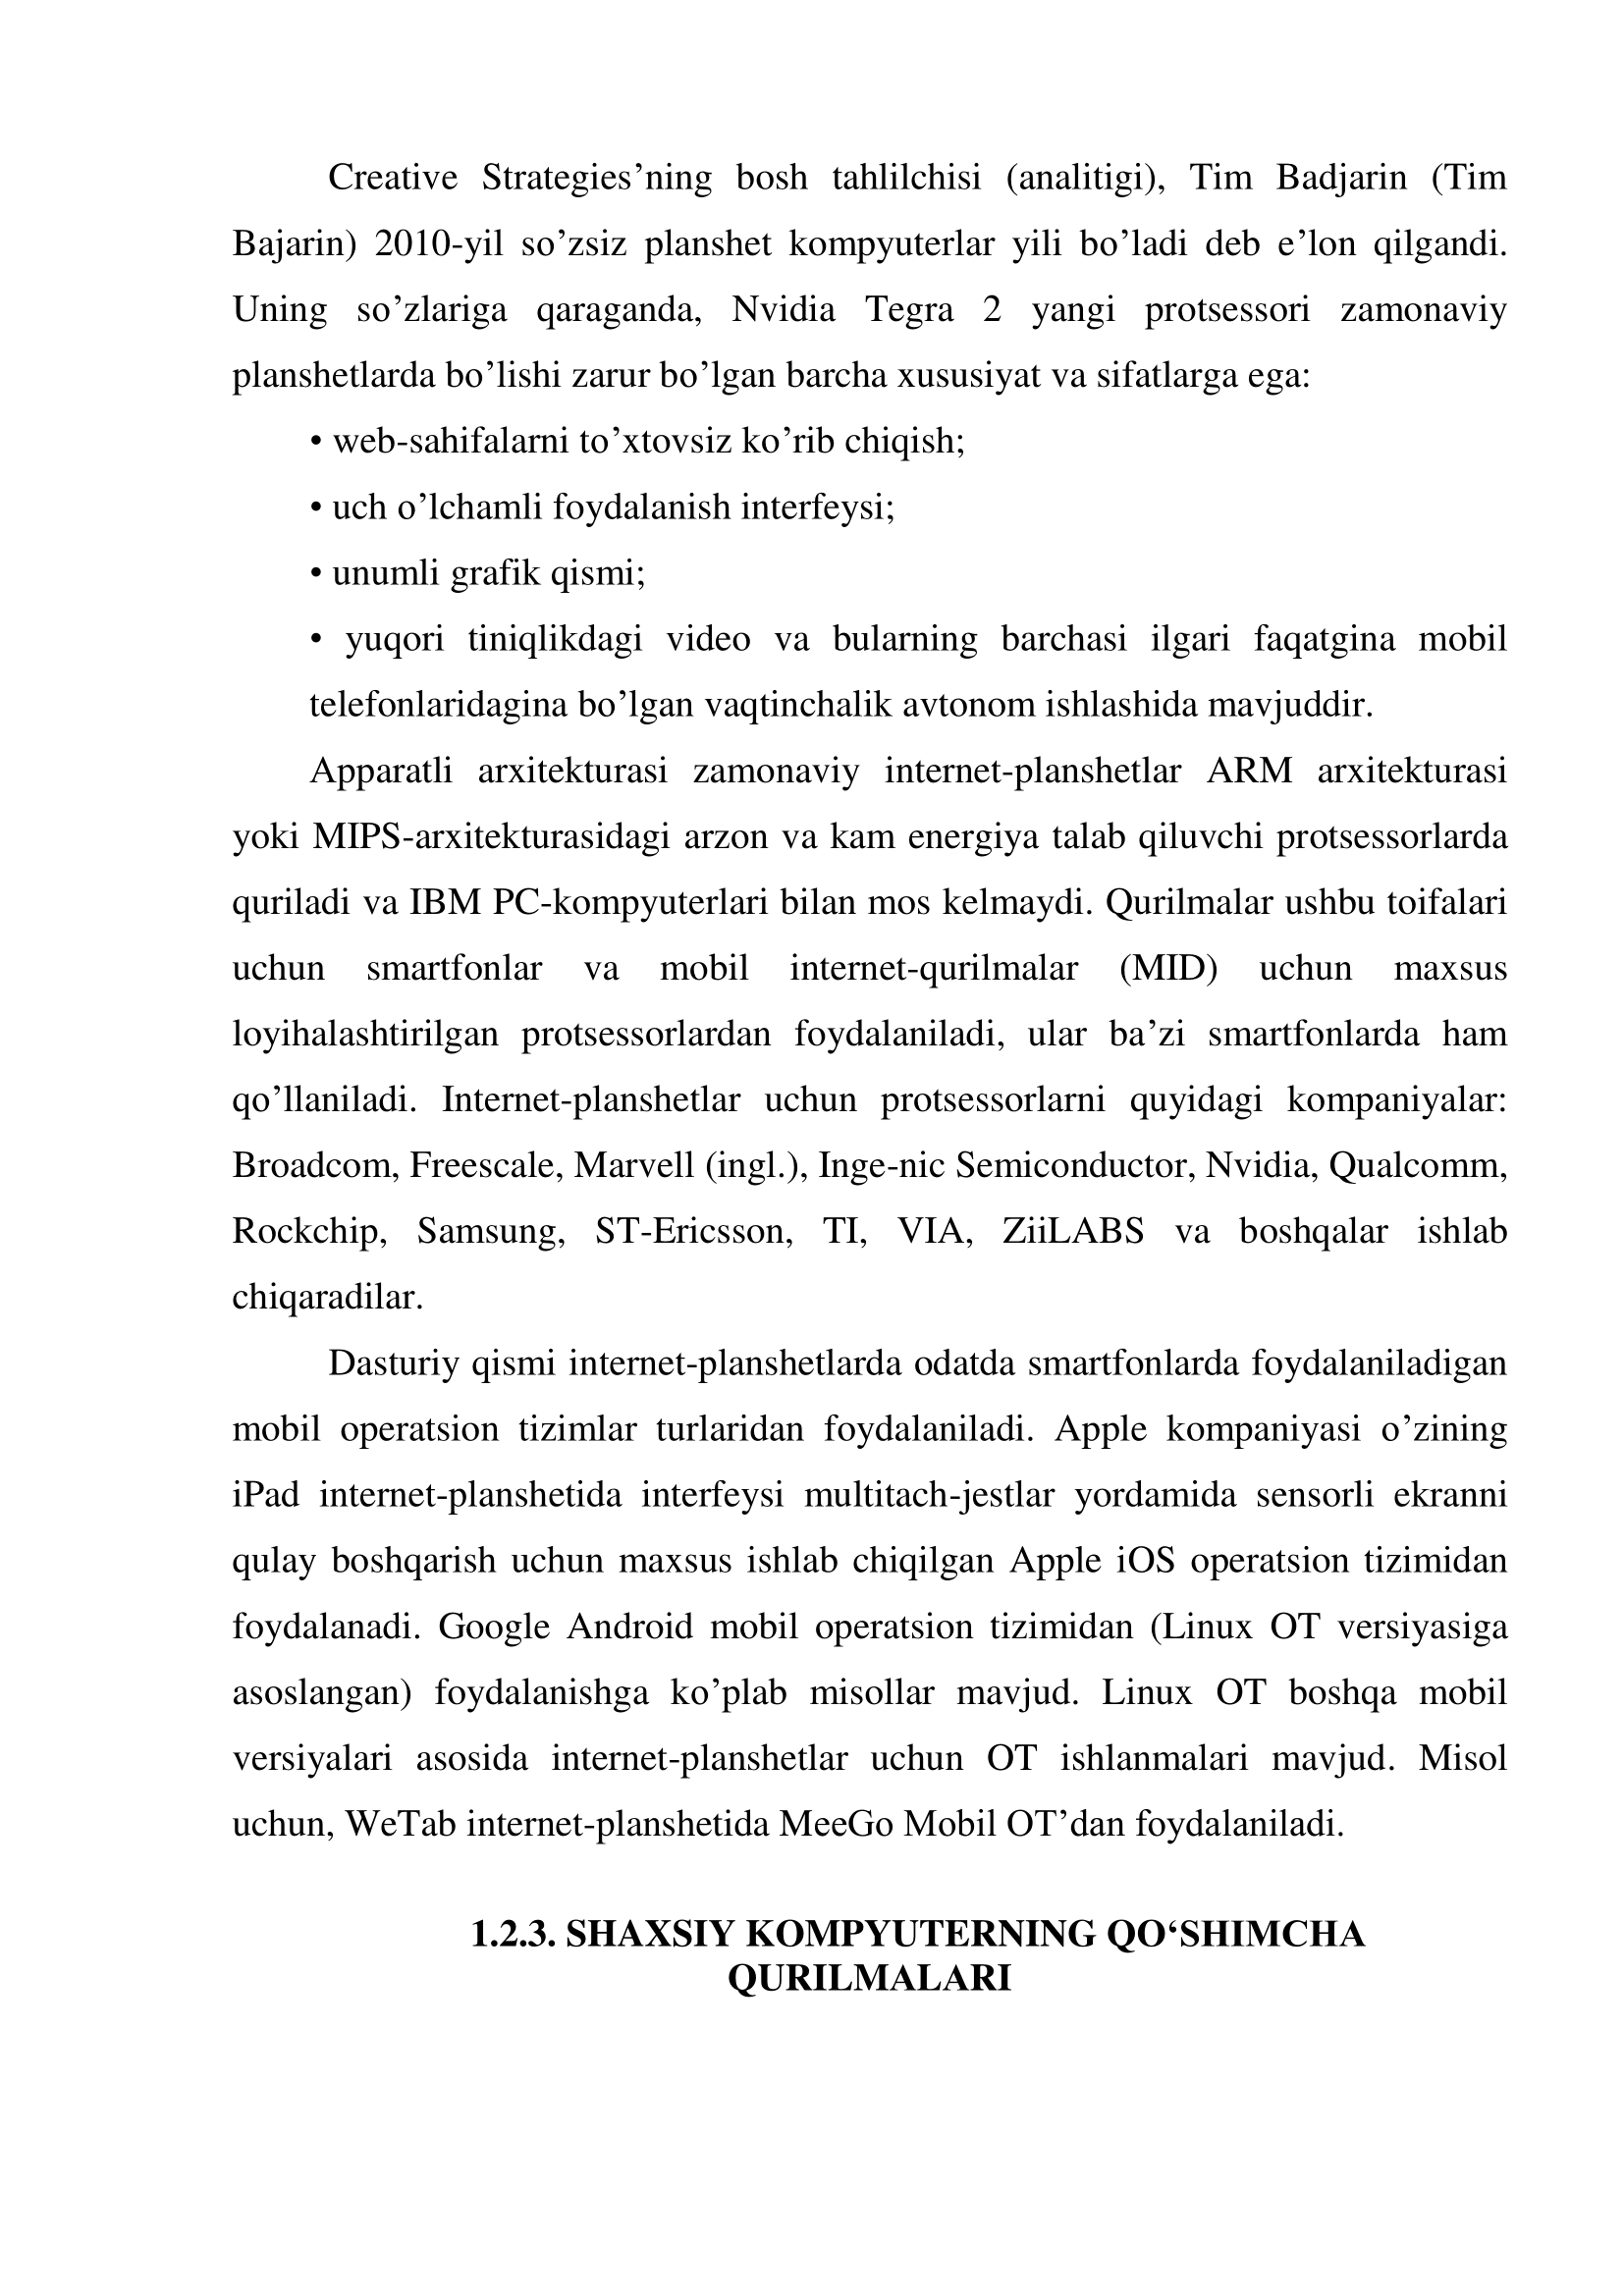 Creative Strategies’ning bosh tahlilchisi (analitigi), Tim Badjarin (Tim
Bajarin) 2010-yil so’zsiz planshet kompyuterlar yili bo’ladi deb e’lon qilgandi.
Uning so’zlariga qaraganda, Nvidia Tegra 2 yangi protsessori zamonaviy
planshetlarda bo’lishi zarur bo’lgan barcha xususiyat va sifatlarga ega:
• web-sahifalarni to’xtovsiz ko’rib chiqish;
• uch o’lchamli foydalanish interfeysi;
• unumli grafik qismi;
• yuqori tiniqlikdagi video va bularning barchasi ilgari faqatgina mobil
telefonlaridagina bo’lgan vaqtinchalik avtonom ishlashida mavjuddir.
Apparatli arxitekturasi zamonaviy internet-planshetlar ARM arxitekturasi
yoki MIPS-arxitekturasidagi arzon va kam energiya talab qiluvchi protsessorlarda
quriladi va IBM PC-kompyuterlari bilan mos kelmaydi. Qurilmalar ushbu toifalari
uchun smartfonlar va mobil internet-qurilmalar (MID) uchun maxsus
loyihalashtirilgan protsessorlardan foydalaniladi, ular ba’zi smartfonlarda ham
qo’llaniladi. Internet-planshetlar uchun protsessorlarni quyidagi kompaniyalar:
Broadcom, Freescale, Marvell (ingl.), Inge-nic Semiconductor, Nvidia, Qualcomm,
Rockchip, Samsung, ST-Ericsson, TI, VIA, ZiiLABS va boshqalar ishlab
chiqaradilar.
Dasturiy qismi internet-planshetlarda odatda smartfonlarda foydalaniladigan
mobil operatsion tizimlar turlaridan foydalaniladi. Apple kompaniyasi o’zining
iPad internet-planshetida interfeysi multitach-jestlar yordamida sensorli ekranni
qulay boshqarish uchun maxsus ishlab chiqilgan Apple iOS operatsion tizimidan
foydalanadi. Google Android mobil operatsion tizimidan (Linux OT versiyasiga
asoslangan) foydalanishga ko’plab misollar mavjud. Linux OT boshqa mobil
versiyalari asosida internet-planshetlar uchun OT ishlanmalari mavjud. Misol
uchun, WeTab internet-planshetida MeeGo Mobil OT’dan foydalaniladi.
1.2.3. SHAXSIY KOMPYUTERNING QO‘SHIMCHA
QURILMALARI